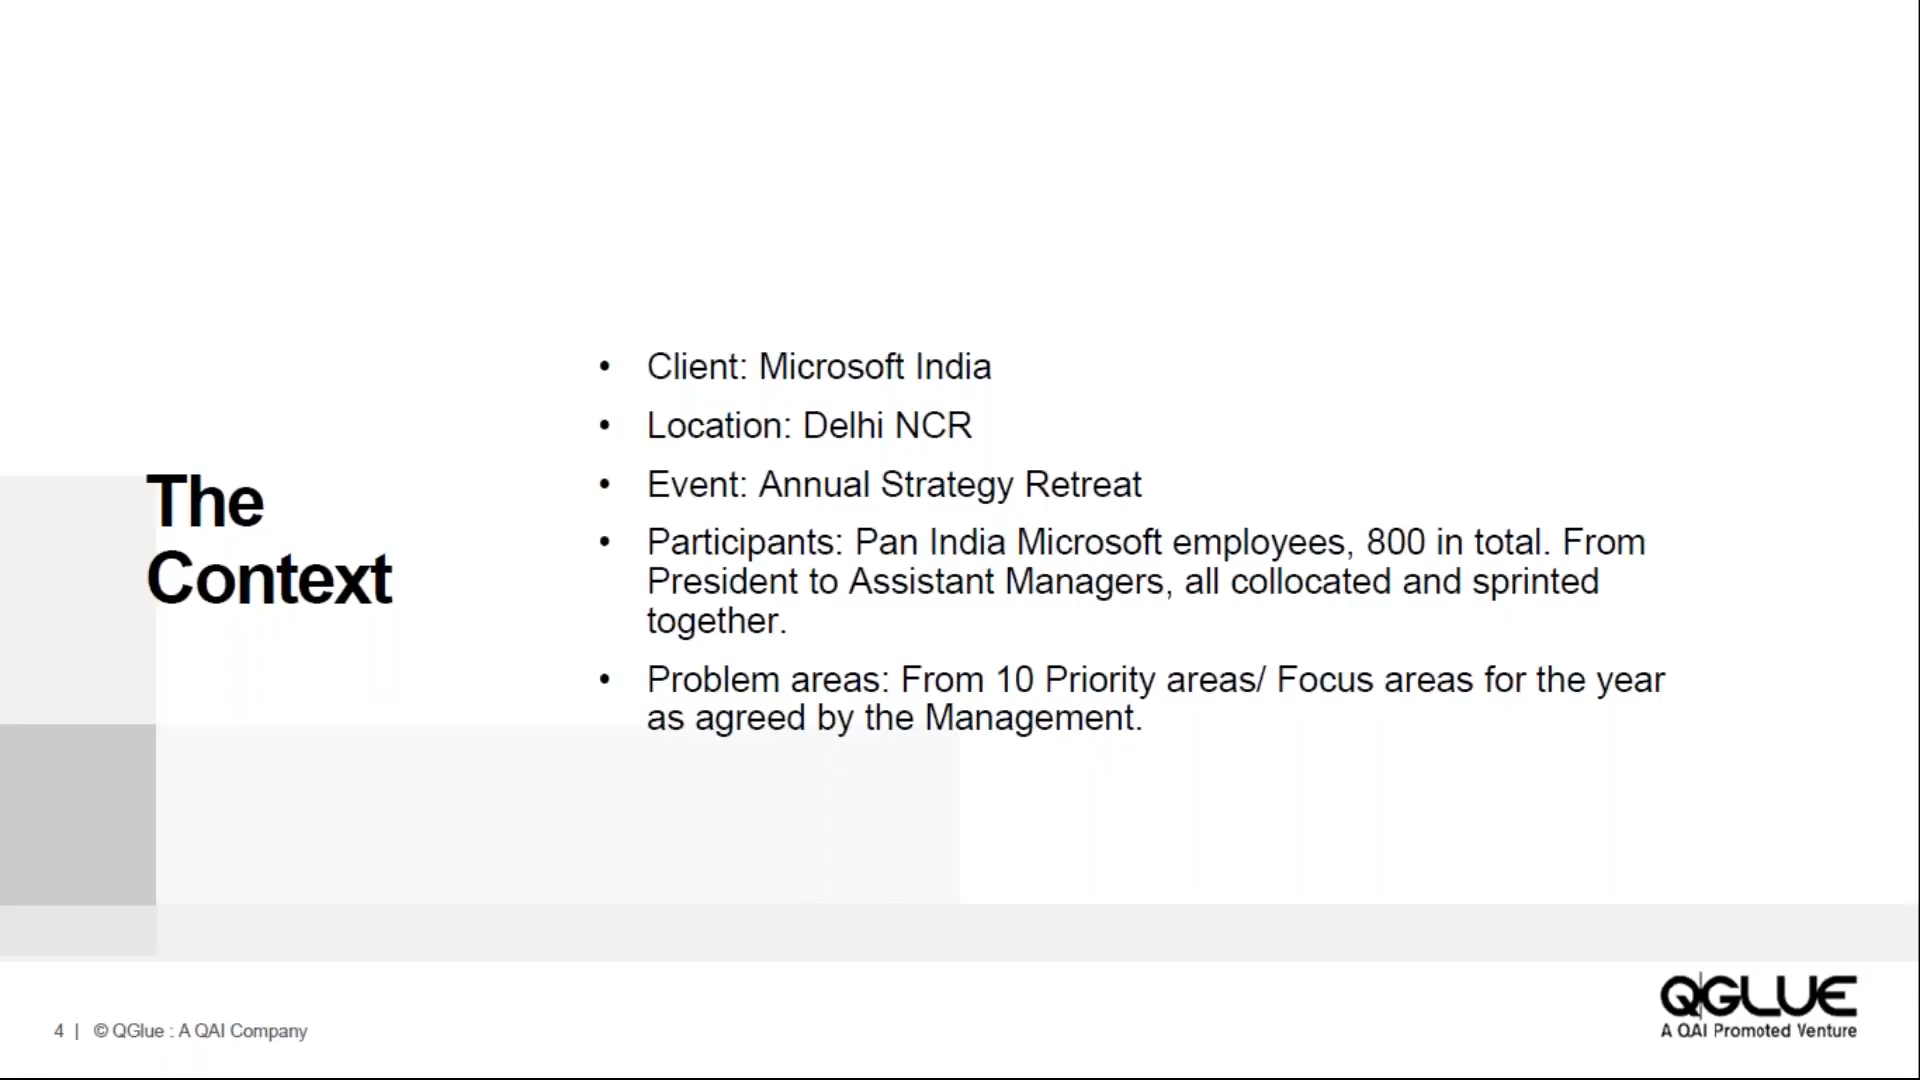 The
Context
• Client: Microsoft India
• Location: Delhi NCR
• Event: Annual Strategy Retreat
• Participants: Pan India Microsoft employees, 800 in total. From
President to Assistant Managers, all collocated and sprinted
together.
• Problem areas: From 10 Priority areas/ Focus areas for the year
as agreed by the Management.
4 | © QGlue : A QAI Company
QGLUE
A QAI Promoted Venture